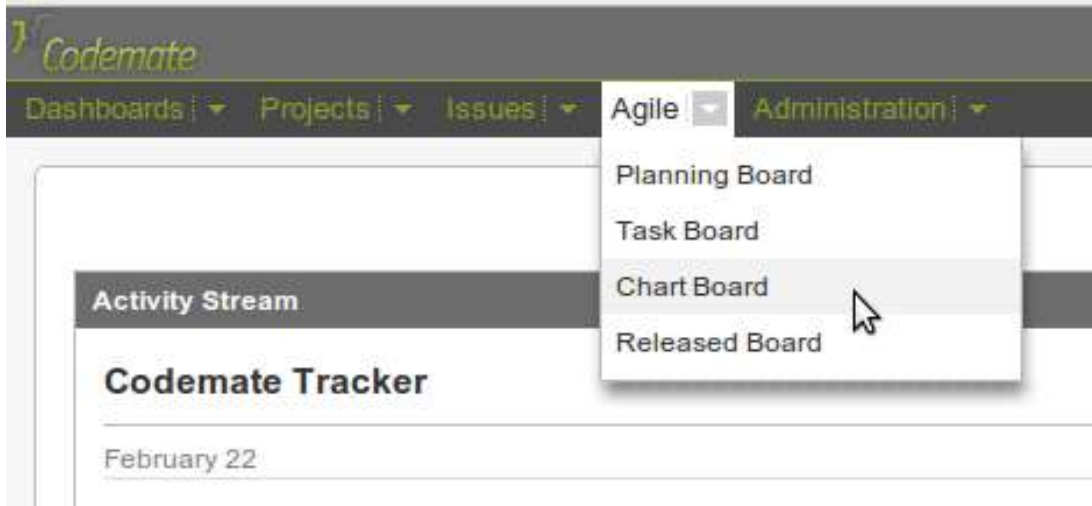 Codemate
Dashboards Projects Issues Agile Administration
Planning Board
Task Board
Chart Board
Released Board
Activity Stream
Codemate Tracker
February 22